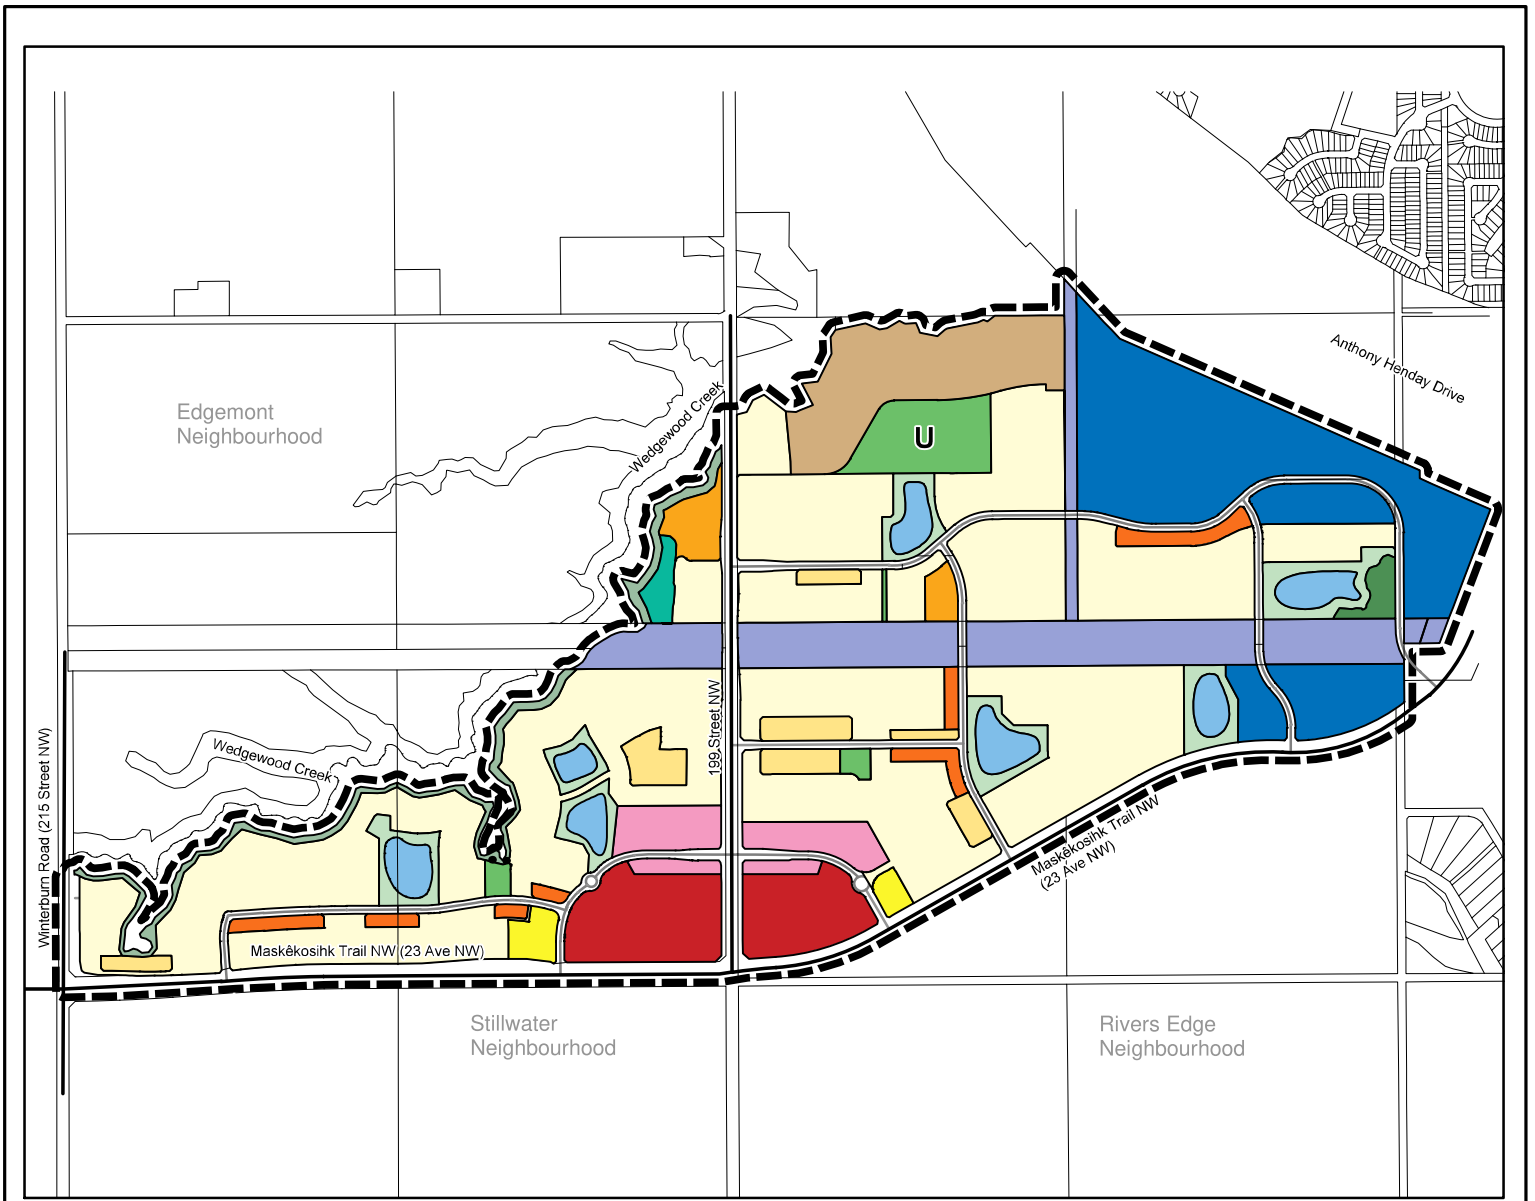 Anthony Henday Drive
Edgemont
Neighbourhood
Wedgewood Creek
U
199 Street NW
Wedgewood Creek
Winterburn Road (215 Street NW)
Maskêkosihk Trail NW
(23 Ave NW)
Maskêkosihk Trail NW (23 Ave NW)
Stillwater
Neighbourhood
Rivers Edge
Neighbourhood